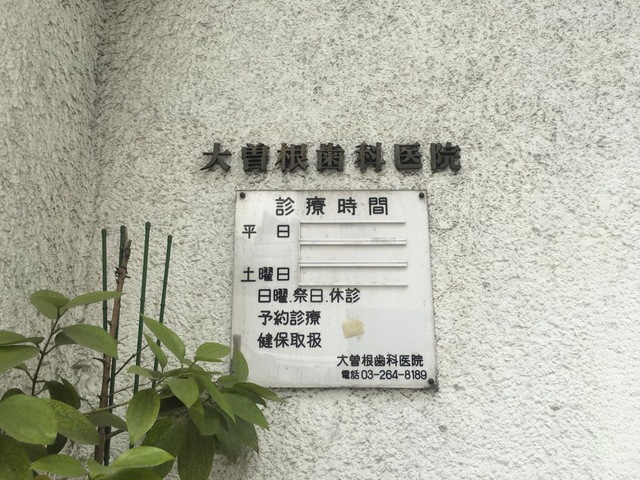 大曽根歯科医院
診療時間
平日
土曜日
日曜.祭日.休診
予約診療
健保取扱
大曽根歯科医院
電話 03-264-8189